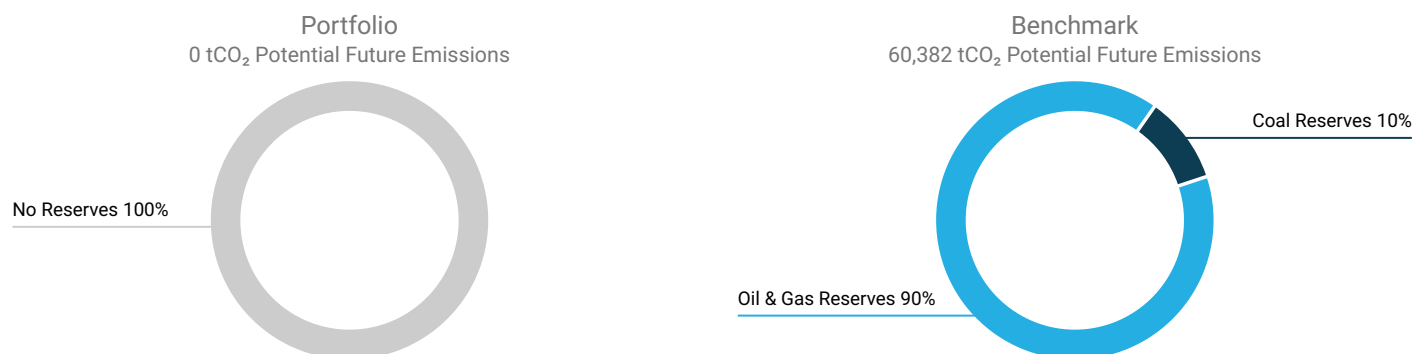 Portfolio
0 tCO₂ Potential Future Emissions
No Reserves 100%
Benchmark
60,382 tCO₂ Potential Future Emissions
Coal Reserves 10%
Oil & Gas Reserves 90%